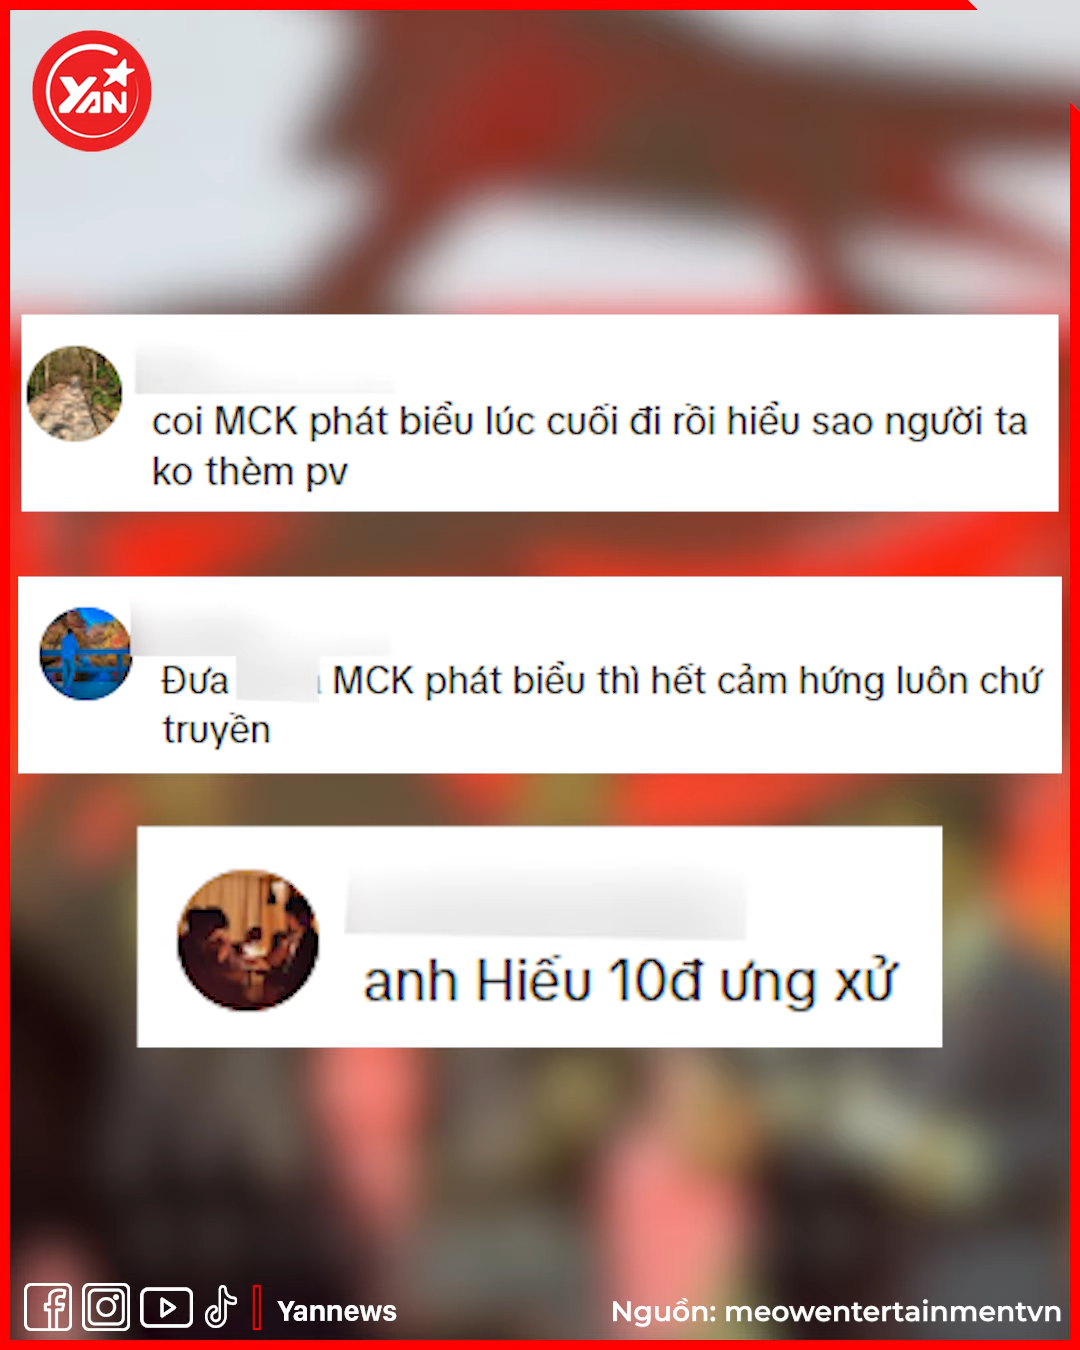 YAN
coi MCK phát biểu lúc cuối đi rồi hiểu sao người ta
ko thèm pv
Đưa MCK phát biểu thì hết cảm hứng luôn chứ
truyền
anh Hiếu 10đ ưng xử
Yannews
Nguồn: meowentertainmentvn